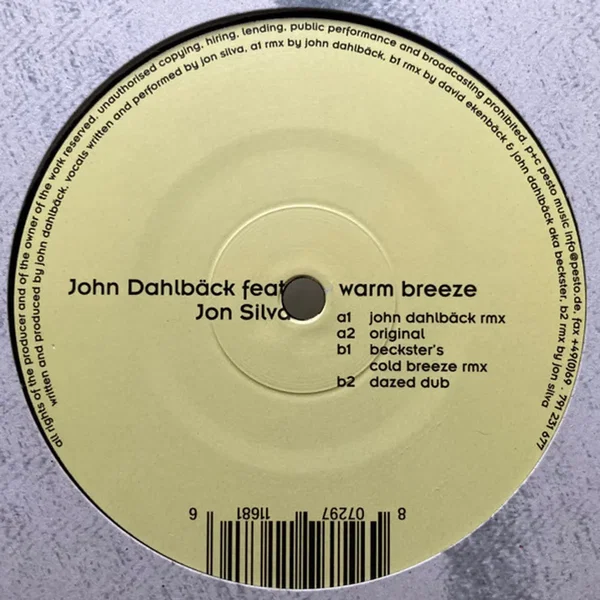 all rights of the producer and of the owner of the work reserved. unauthorised copying, hiring, lending, public performance and broadcasting prohibited. p+c pesto music info@pesto.de, fax +49(0)69 . 791 231 677
written and produced by john dahlbäck. vocals written and performed by jon silva, a1 rmx by john dahlbäck, b1 rmx by david ekenbäck & john dahlbäck aka beckster, b2 rmx by jon silva
John Dahlbäck feat
Jon Silva
warm breeze
a1 john dahlbäck rmx
a2 original
b1 beckster's
cold breeze rmx
b2 dazed dub
8 07297 11681 6